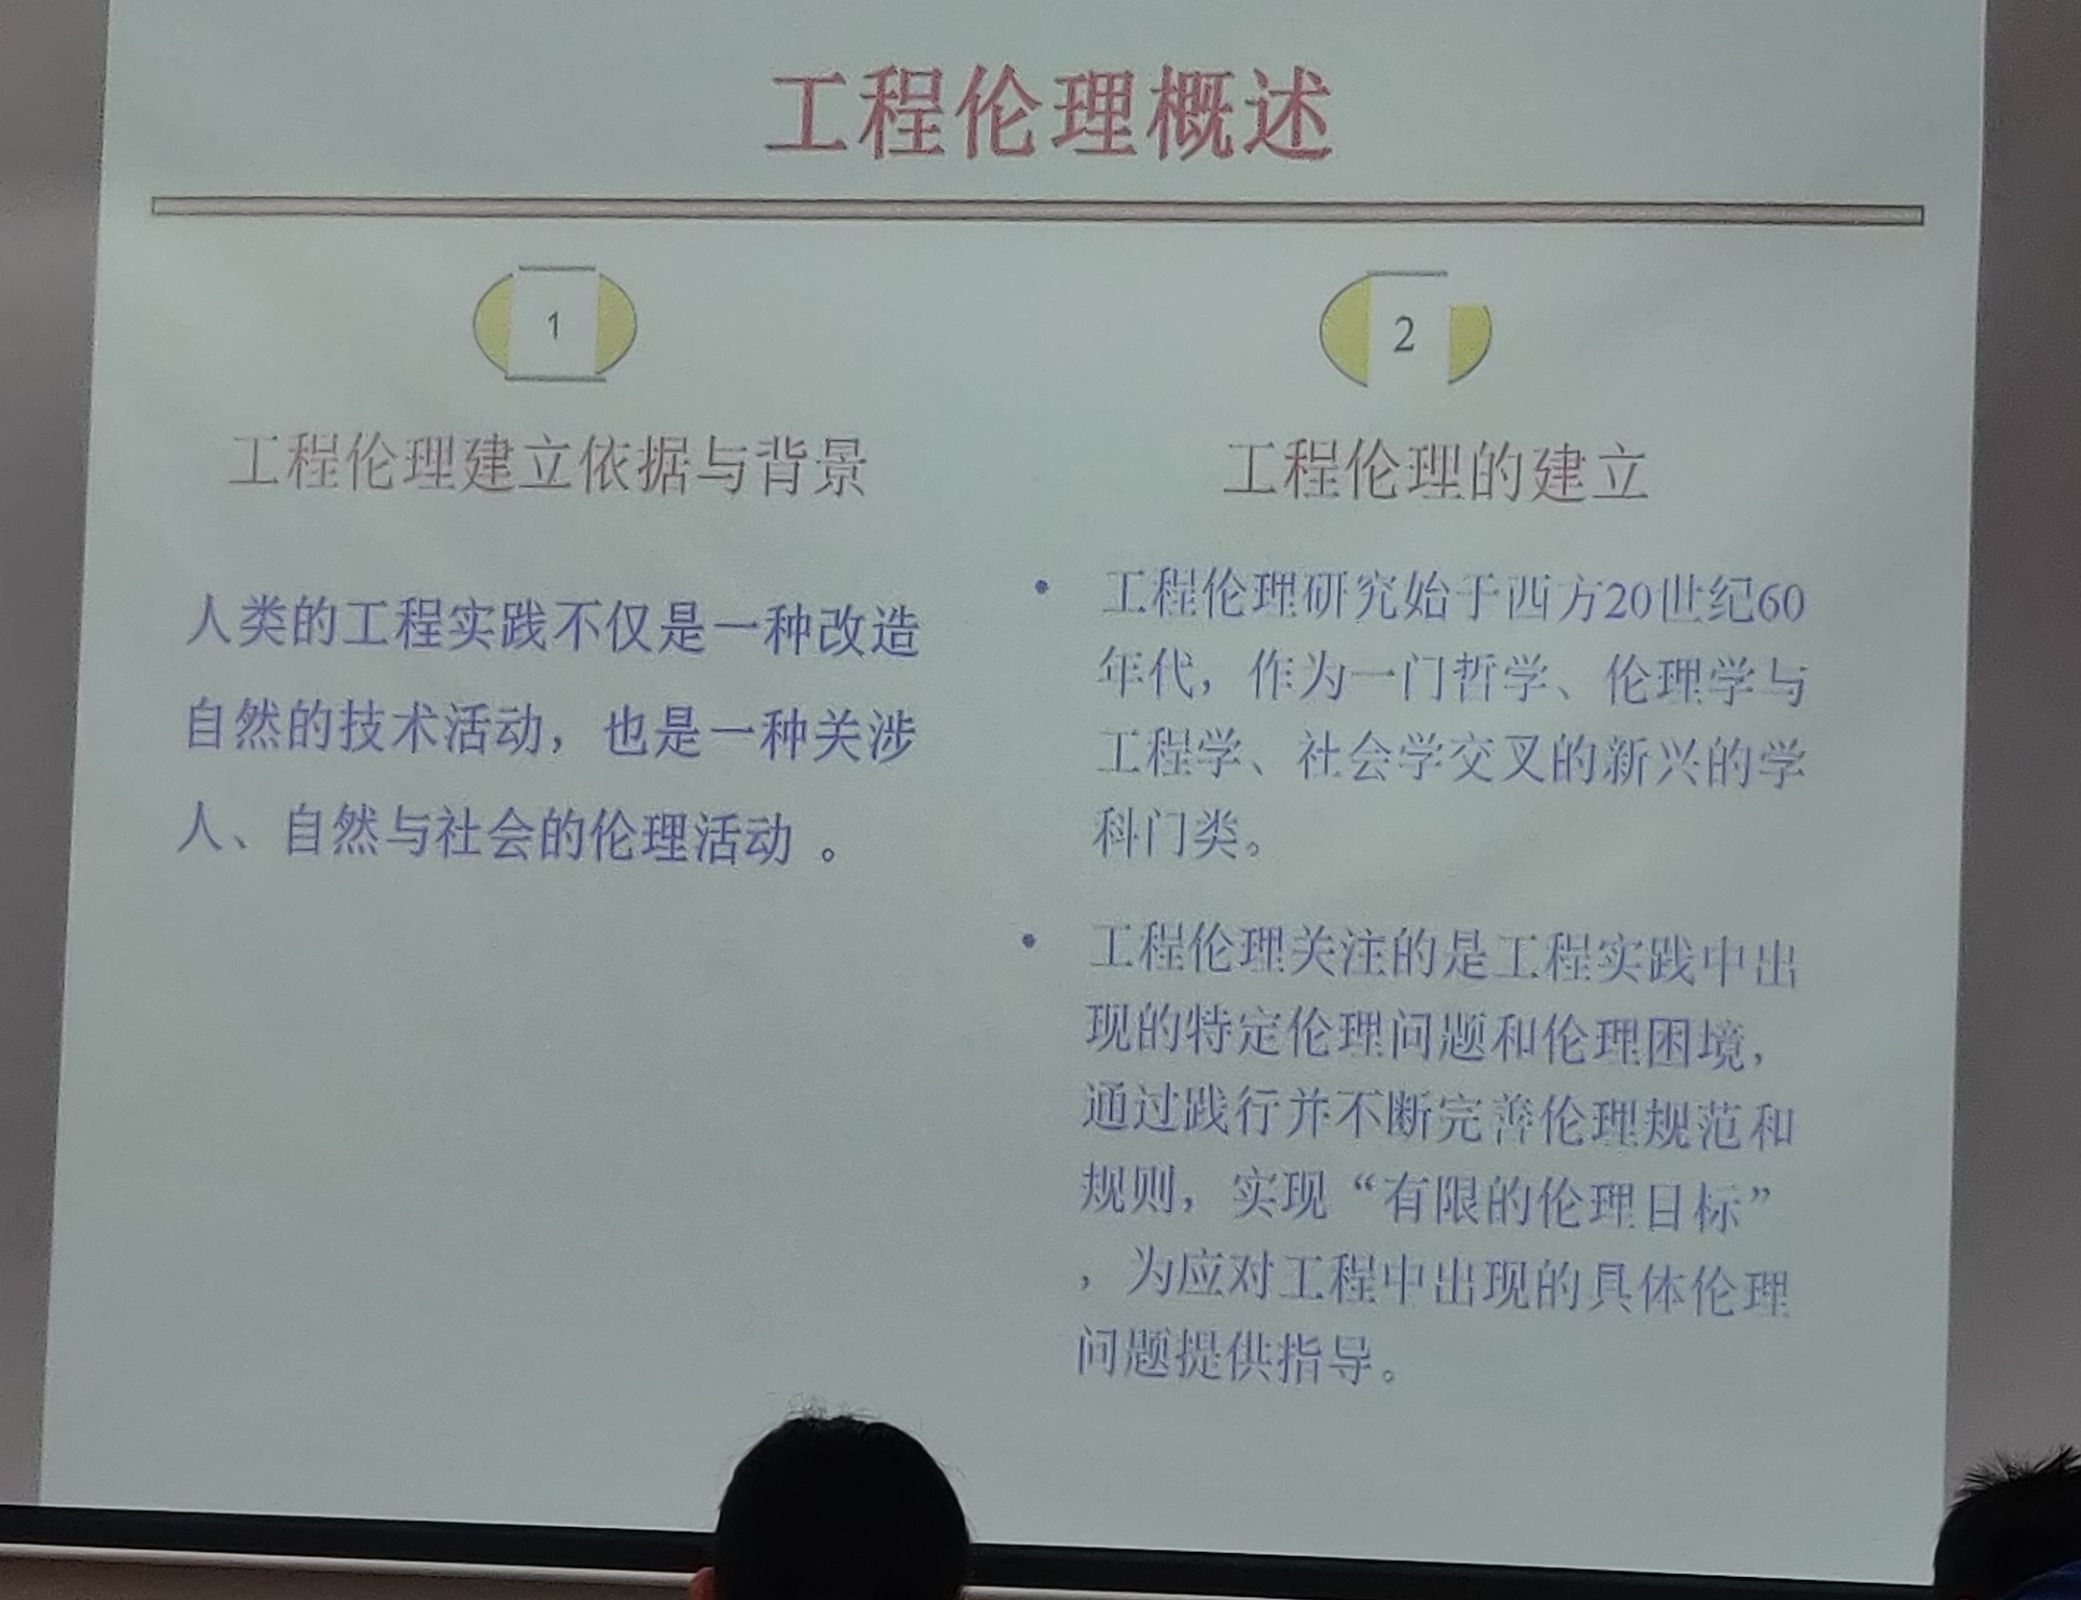 工程伦理概述
1
工程伦理建立依据与背景
人类的工程实践不仅是一种改造
自然的技术活动，也是一种关涉
人、自然与社会的伦理活动 。
2
工程伦理的建立
• 工程伦理研究始于西方20世纪60
年代，作为一门哲学、伦理学与
工程学、社会学交叉的新兴的学
科门类。
• 工程伦理关注的是工程实践中出
现的特定伦理问题和伦理困境，
通过践行并不断完善伦理规范和
规则，实现“有限的伦理目标”
，为应对工程中出现的具体伦理
问题提供指导。